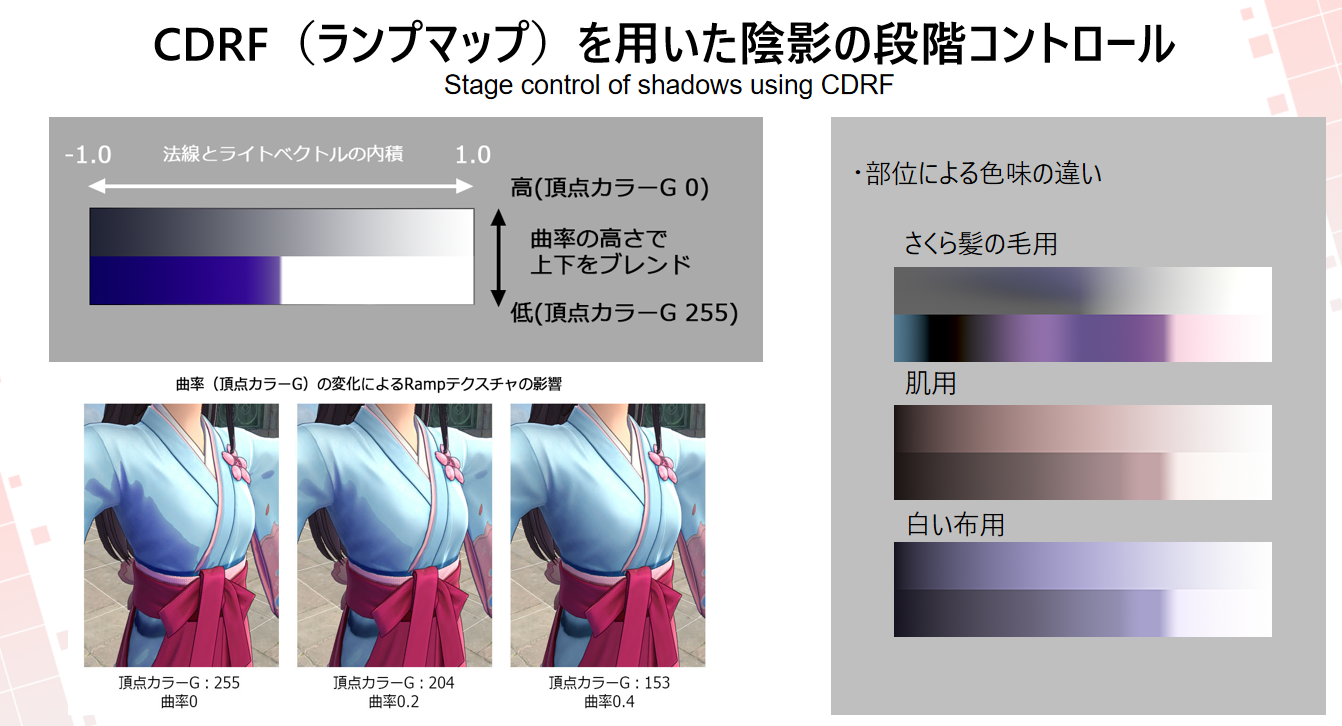 CDRF（ランプマップ）を用いた陰影の段階コントロール
Stage control of shadows using CDRF
-1.0 法線とライトベクトルの内積 1.0
高(頂点カラーG 0)
曲率の高さで
上下をブレンド
低(頂点カラーG 255)
曲率（頂点カラーG）の変化によるRampテクスチャの影響
頂点カラーG：255
曲率0
頂点カラーG：204
曲率0.2
頂点カラーG：153
曲率0.4
・部位による色味の違い
さくら髪の毛用
肌用
白い布用